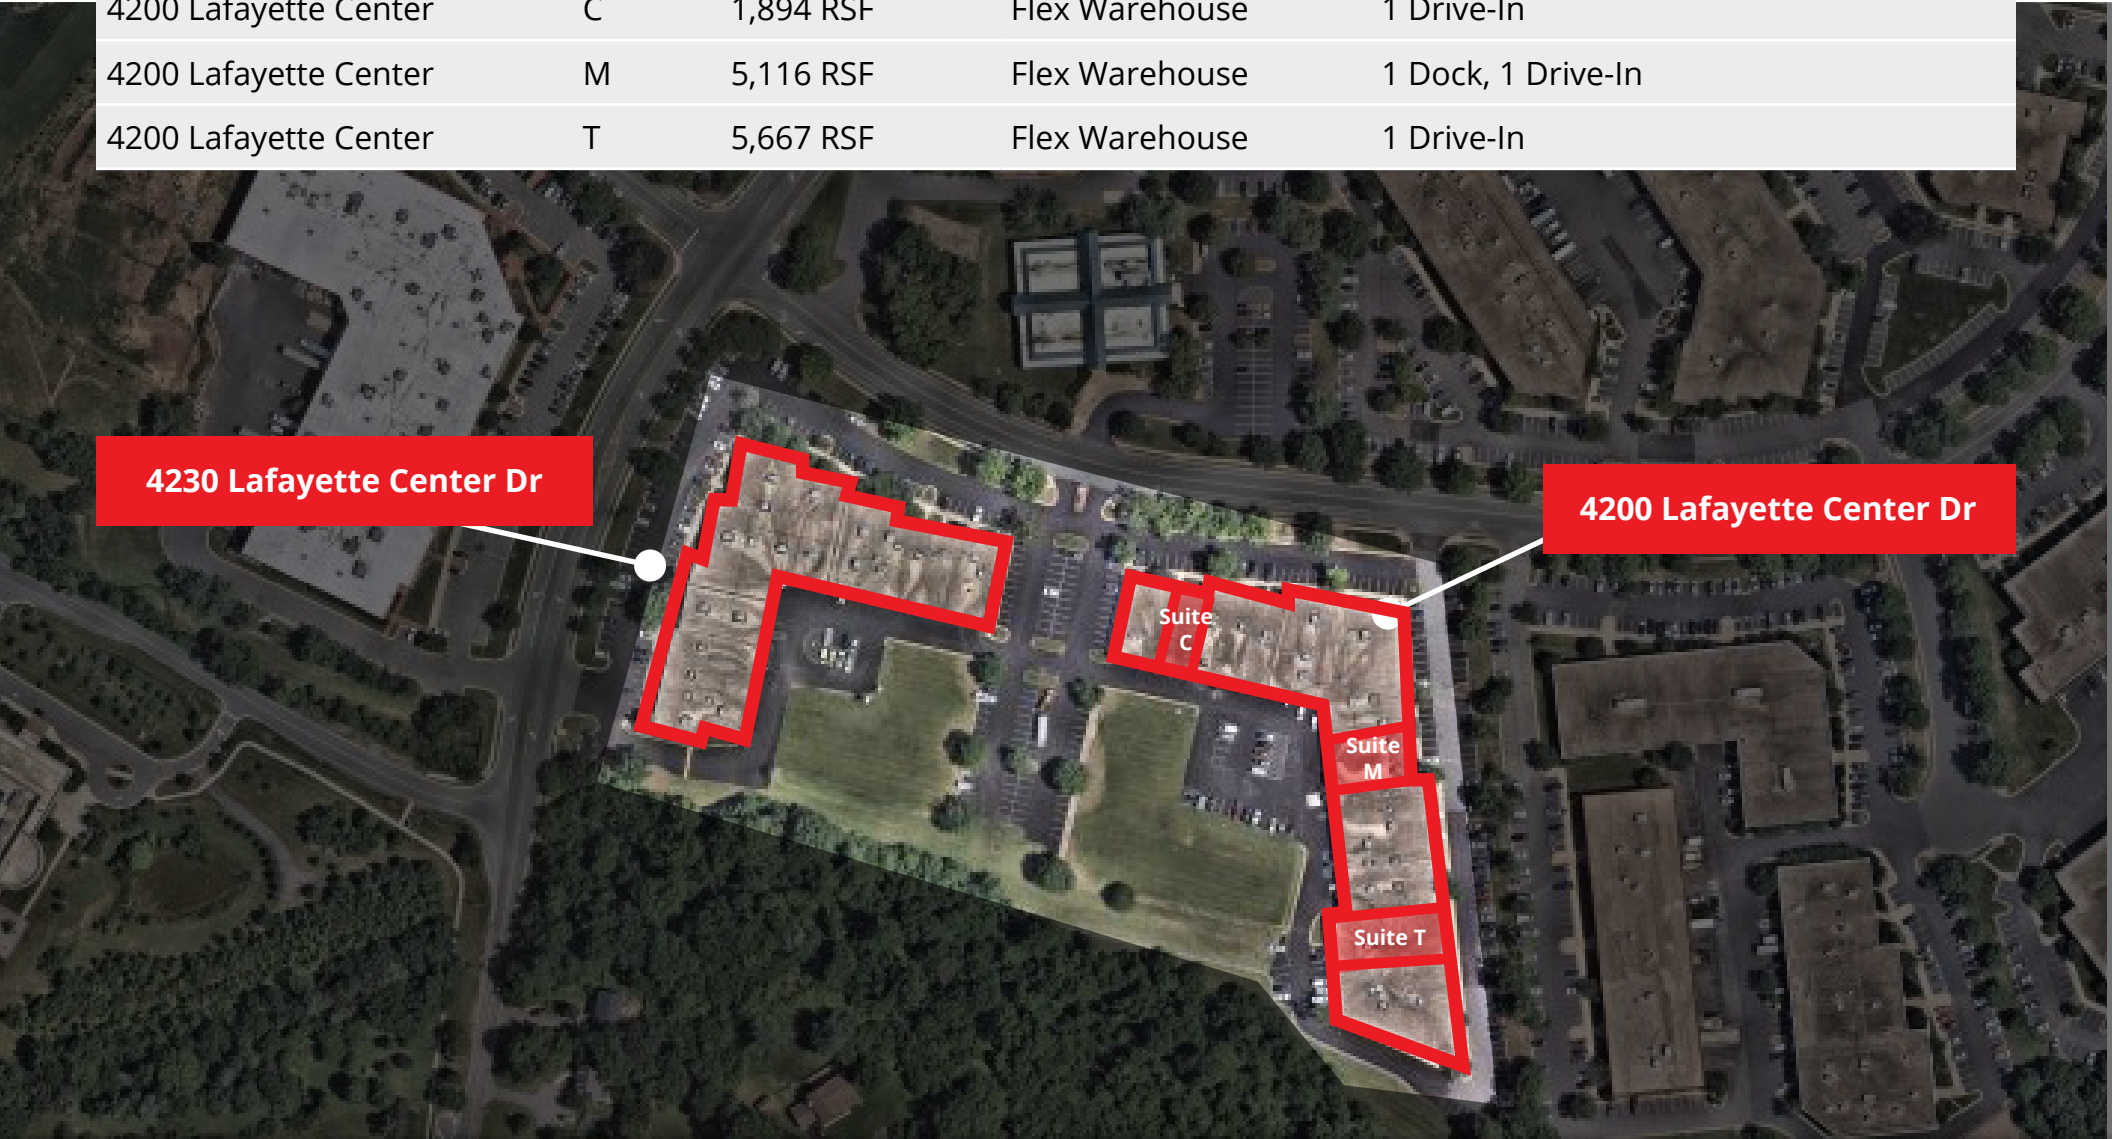 4200 Lafayette Center C 1,894 RSF Flex Warehouse 1 Drive-In
4200 Lafayette Center M 5,116 RSF Flex Warehouse 1 Dock, 1 Drive-In
4200 Lafayette Center T 5,667 RSF Flex Warehouse 1 Drive-In
4230 Lafayette Center Dr
4200 Lafayette Center Dr
Suite
C
Suite
M
Suite T